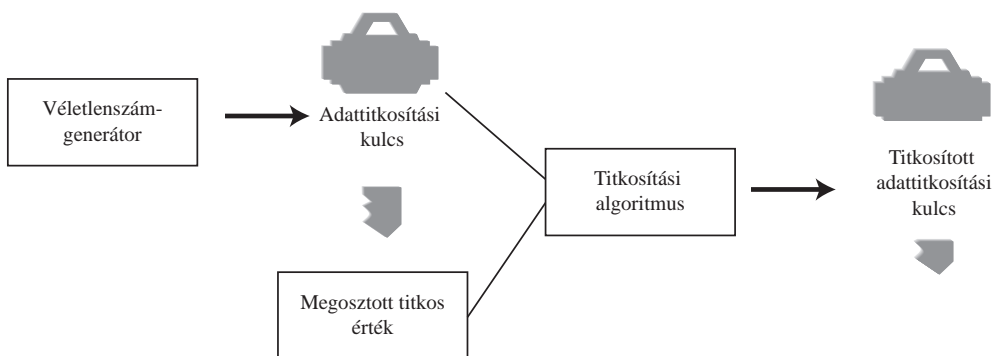 Véletlenszám-
generátor
Adattitkosítási
kulcs
Titkosítási
algoritmus
Titkosított
adattitkosítási
kulcs
Megosztott titkos
érték